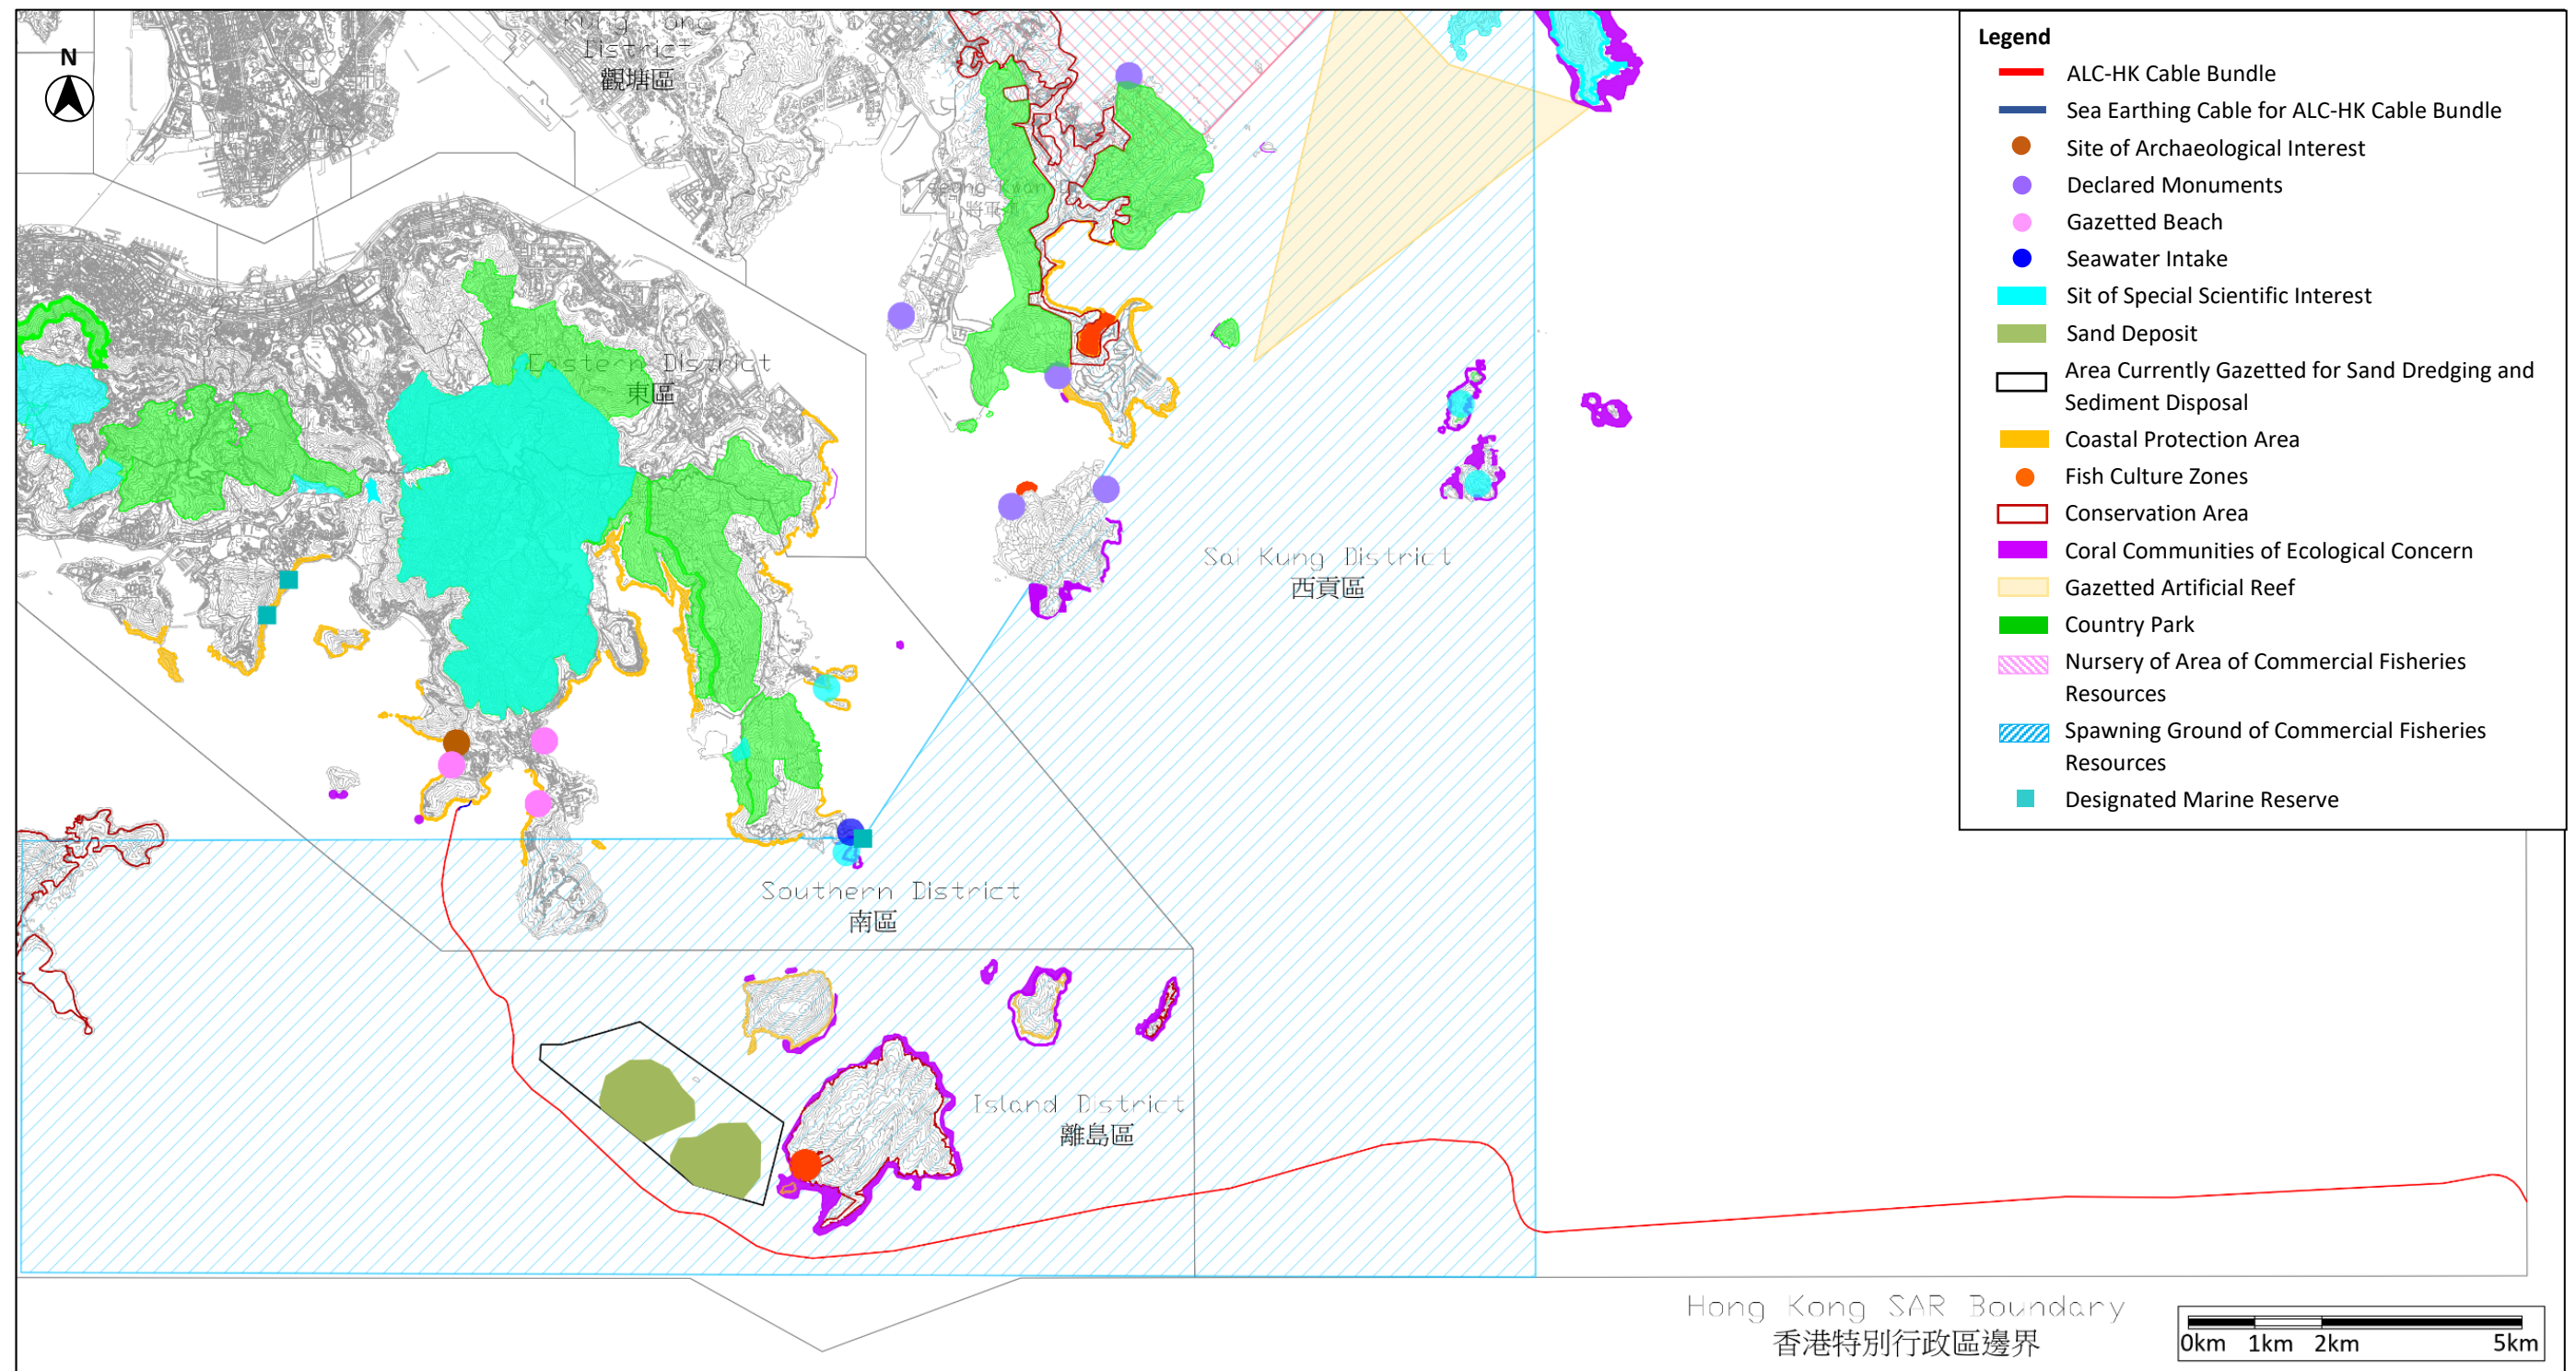 N
Kung Tong
District
觀塘區
Tseung Kwan O
將軍澳
Eastern District
東區
Sai Kung District
西貢區
Southern District
南區
Island District
離島區
Hong Kong SAR Boundary
香港特別行政區邊界
0km 1km 2km 5km
Legend
ALC-HK Cable Bundle
Sea Earthing Cable for ALC-HK Cable Bundle
Site of Archaeological Interest
Declared Monuments
Gazetted Beach
Seawater Intake
Sit of Special Scientific Interest
Sand Deposit
Area Currently Gazetted for Sand Dredging and
Sediment Disposal
Coastal Protection Area
Fish Culture Zones
Conservation Area
Coral Communities of Ecological Concern
Gazetted Artificial Reef
Country Park
Nursery of Area of Commercial Fisheries
Resources
Spawning Ground of Commercial Fisheries
Resources
Designated Marine Reserve